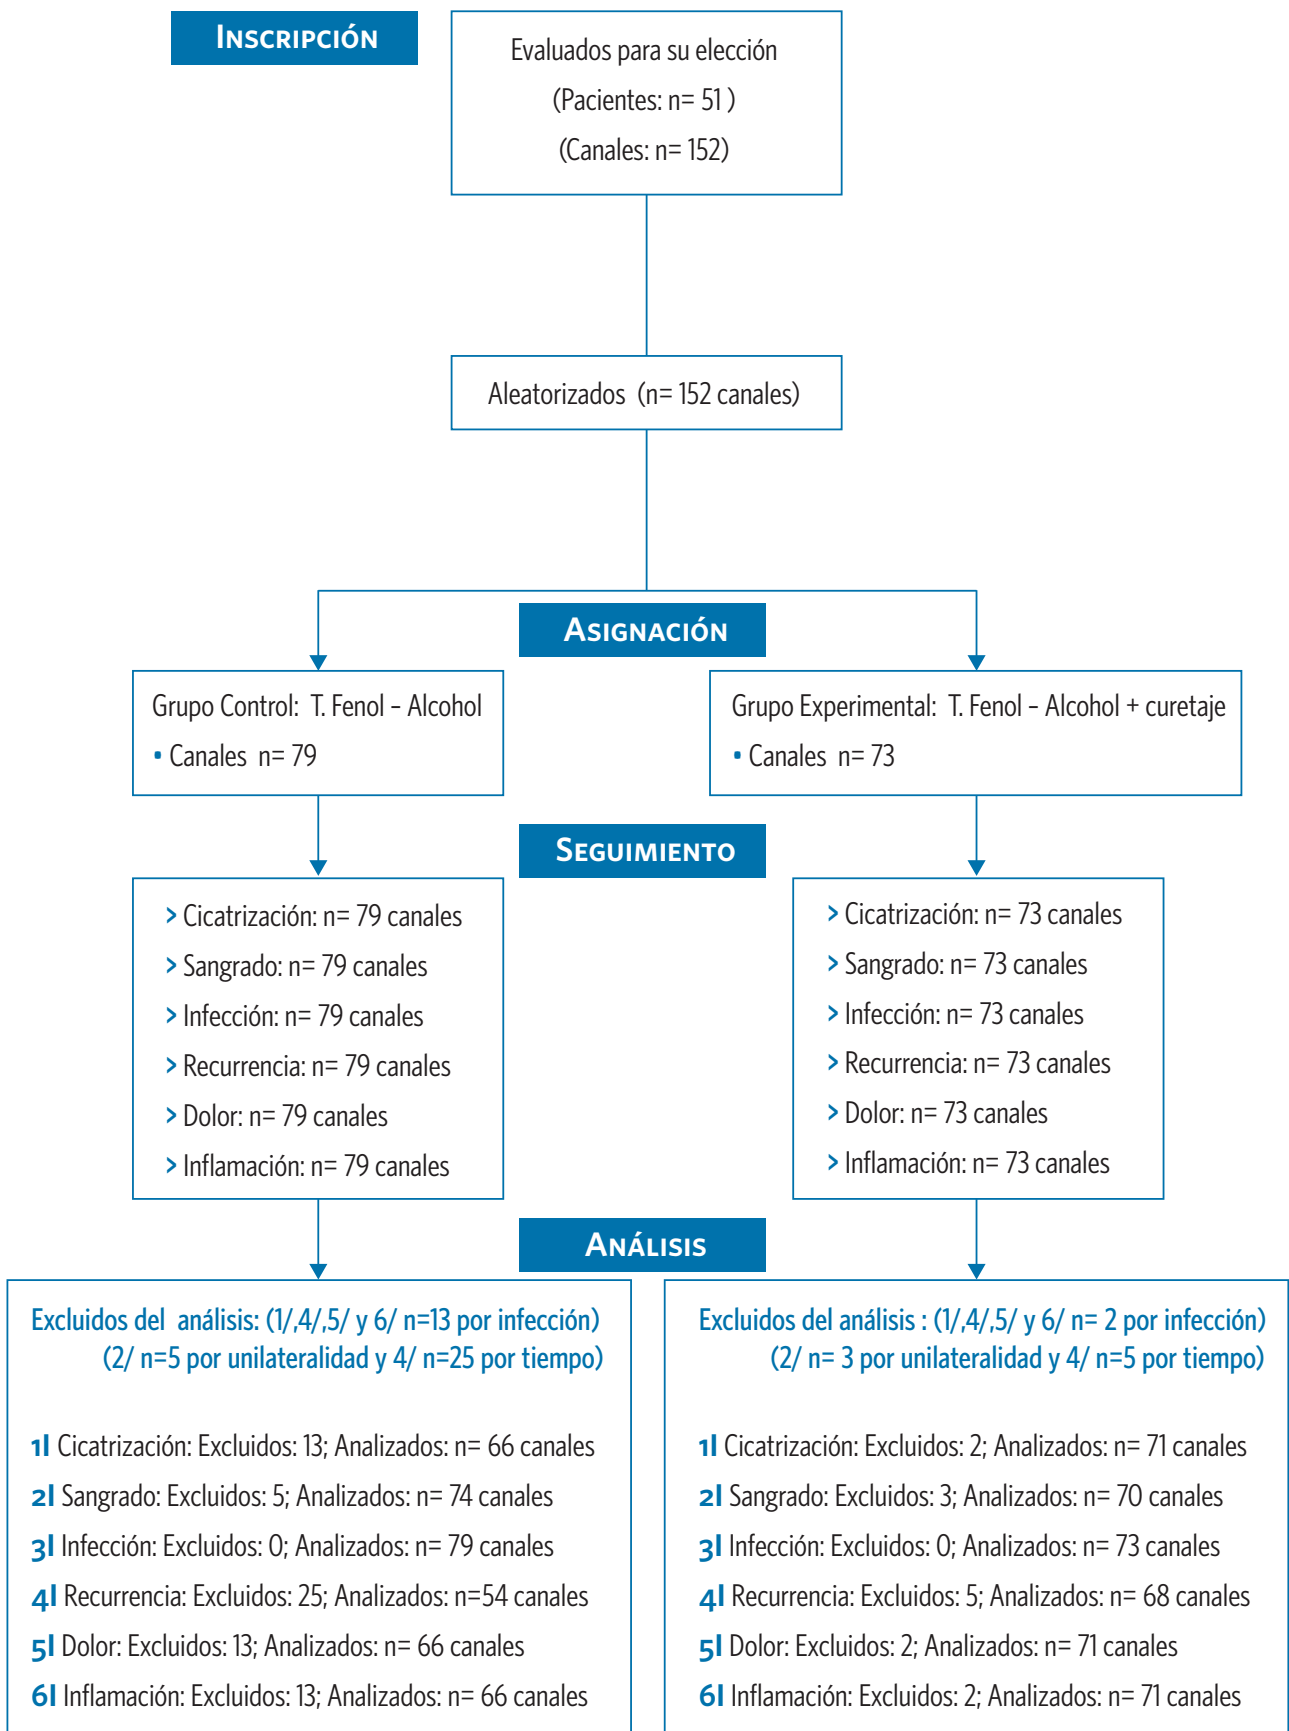 Inscripción
Evaluados para su elección
(Pacientes: n= 51 )
(Canales: n= 152)
Aleatorizados (n= 152 canales)
Asignación
Grupo Control: T. Fenol – Alcohol
• Canales n= 79
Grupo Experimental: T. Fenol – Alcohol + curetaje
• Canales n= 73
Seguimiento
> Cicatrización: n= 79 canales
> Sangrado: n= 79 canales
> Infección: n= 79 canales
> Recurrencia: n= 79 canales
> Dolor: n= 79 canales
> Inflamación: n= 79 canales
> Cicatrización: n= 73 canales
> Sangrado: n= 73 canales
> Infección: n= 73 canales
> Recurrencia: n= 73 canales
> Dolor: n= 73 canales
> Inflamación: n= 73 canales
Análisis
Excluidos del análisis: (1/,4/,5/ y 6/ n=13 por infección)
(2/ n=5 por unilateralidad y 4/ n=25 por tiempo)
1| Cicatrización: Excluidos: 13; Analizados: n= 66 canales
2| Sangrado: Excluidos: 5; Analizados: n= 74 canales
3| Infección: Excluidos: 0; Analizados: n= 79 canales
4| Recurrencia: Excluidos: 25; Analizados: n=54 canales
5| Dolor: Excluidos: 13; Analizados: n= 66 canales
6| Inflamación: Excluidos: 13; Analizados: n= 66 canales
Excluidos del análisis : (1/,4/,5/ y 6/ n= 2 por infección)
(2/ n= 3 por unilateralidad y 4/ n=5 por tiempo)
1| Cicatrización: Excluidos: 2; Analizados: n= 71 canales
2| Sangrado: Excluidos: 3; Analizados: n= 70 canales
3| Infección: Excluidos: 0; Analizados: n= 73 canales
4| Recurrencia: Excluidos: 5; Analizados: n= 68 canales
5| Dolor: Excluidos: 2; Analizados: n= 71 canales
6| Inflamación: Excluidos: 2; Analizados: n= 71 canales